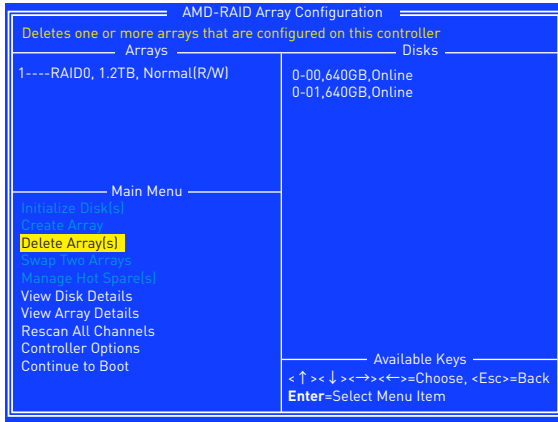 AMD-RAID Array Configuration
Deletes one or more arrays that are configured on this controller
Arrays
1----RAID0, 1.2TB, Normal(R/W)
Disks
0-00,640GB,Online
0-01,640GB,Online
Main Menu
Initialize Disk(s)
Create Array
Delete Array(s)
Swap Two Arrays
Manage Hot Spare(s)
View Disk Details
View Array Details
Rescan All Channels
Controller Options
Continue to Boot
Available Keys
<↑><↓><→><←>=Choose, <Esc>=Back
Enter=Select Menu Item